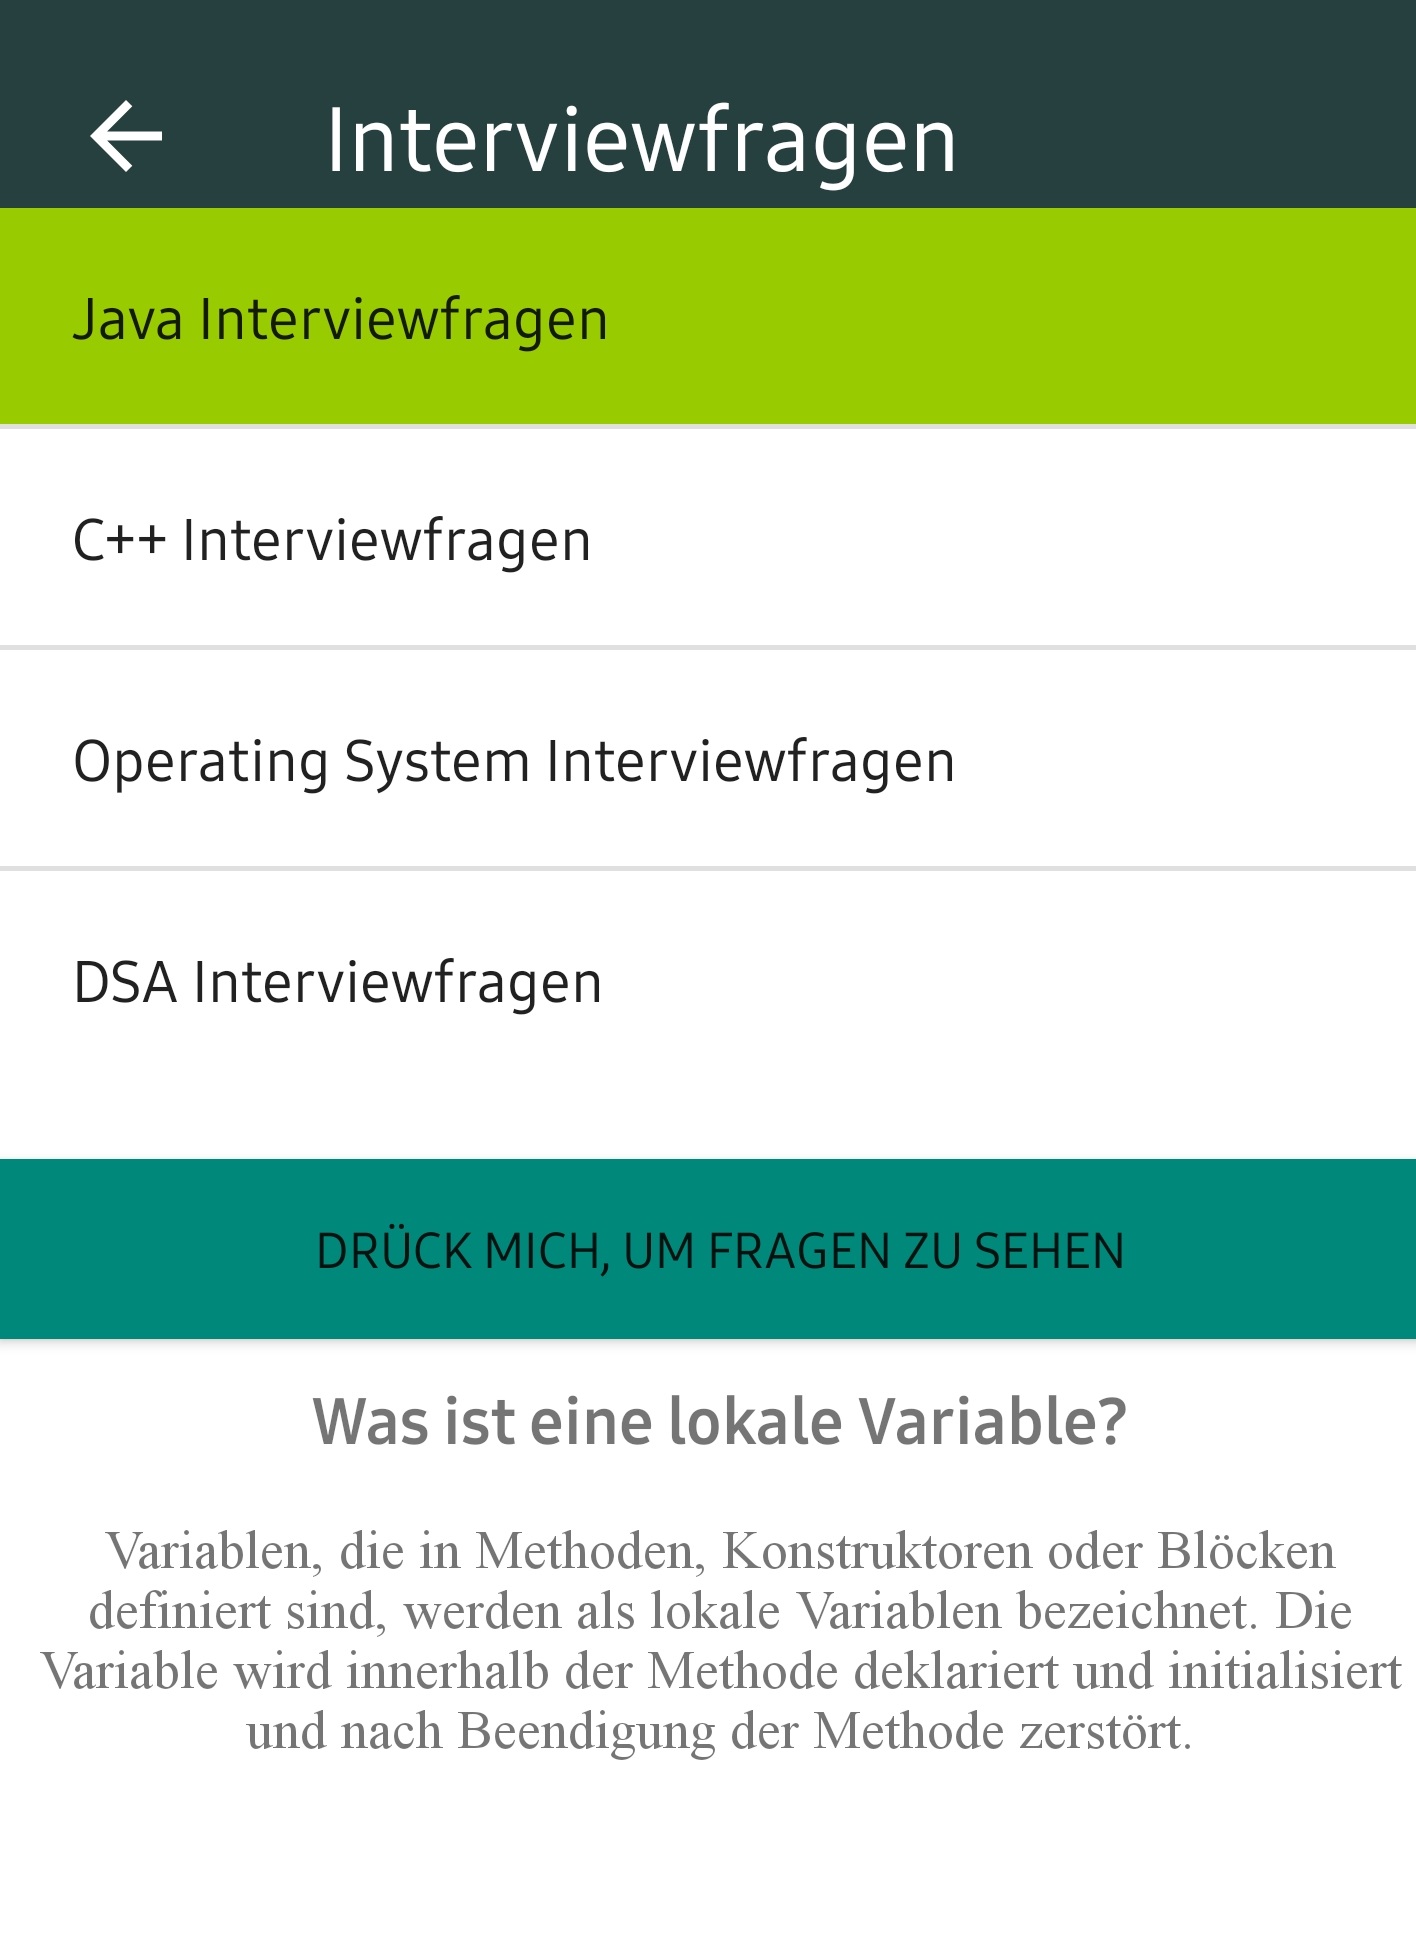 Interviewfragen
Java Interviewfragen
C++ Interviewfragen
Operating System Interviewfragen
DSA Interviewfragen
DRÜCK MICH, UM FRAGEN ZU SEHEN
Was ist eine lokale Variable?
Variablen, die in Methoden, Konstruktoren oder Blöcken
definiert sind, werden als lokale Variablen bezeichnet. Die
Variable wird innerhalb der Methode deklariert und initialisiert
und nach Beendigung der Methode zerstört.